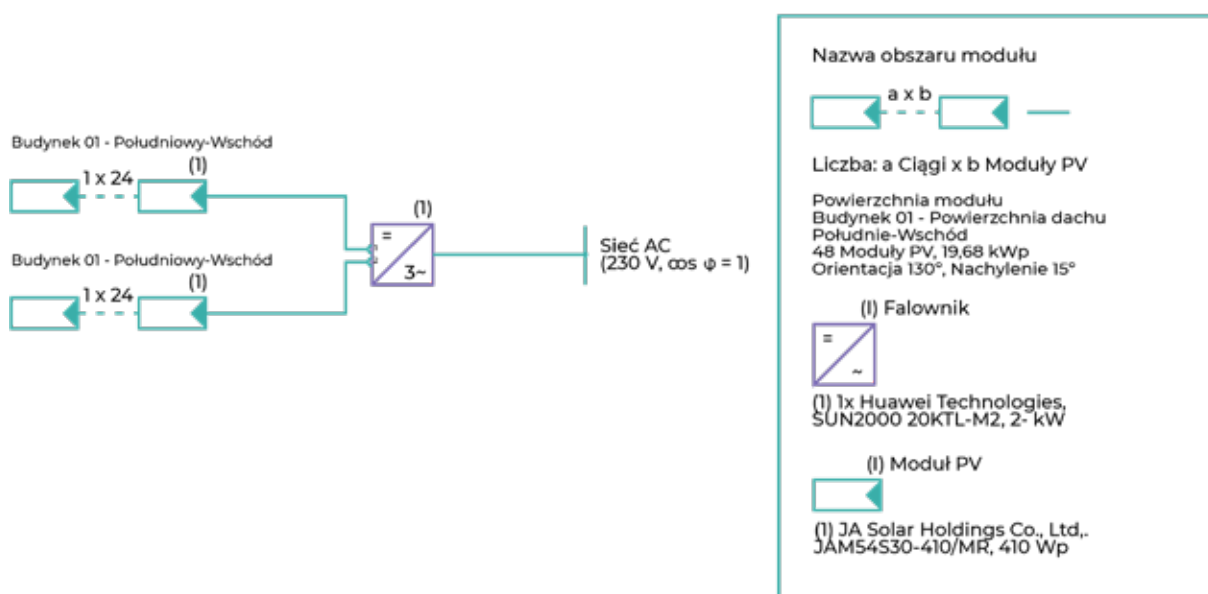 Budynek 01 - Południowy-Wschód
1 x 24
(1)
Budynek 01 - Południowy-Wschód
1 x 24
(1)
(1)
=
3~
Sieć AC
(230 V, cos φ = 1)
Nazwa obszaru modułu
a x b
Liczba: a Ciągi x b Moduły PV
Powierzchnia modułu
Budynek 01 - Powierzchnia dachu
Południe-Wschód
48 Moduły PV, 19,68 kWp
Orientacja 130°, Nachylenie 15°
(I) Falownik
=
~
(1) 1x Huawei Technologies,
SUN2000 20KTL-M2, 2- kW
(I) Moduł PV
(1) JA Solar Holdings Co., Ltd,.
JAM54S30-410/MR, 410 Wp